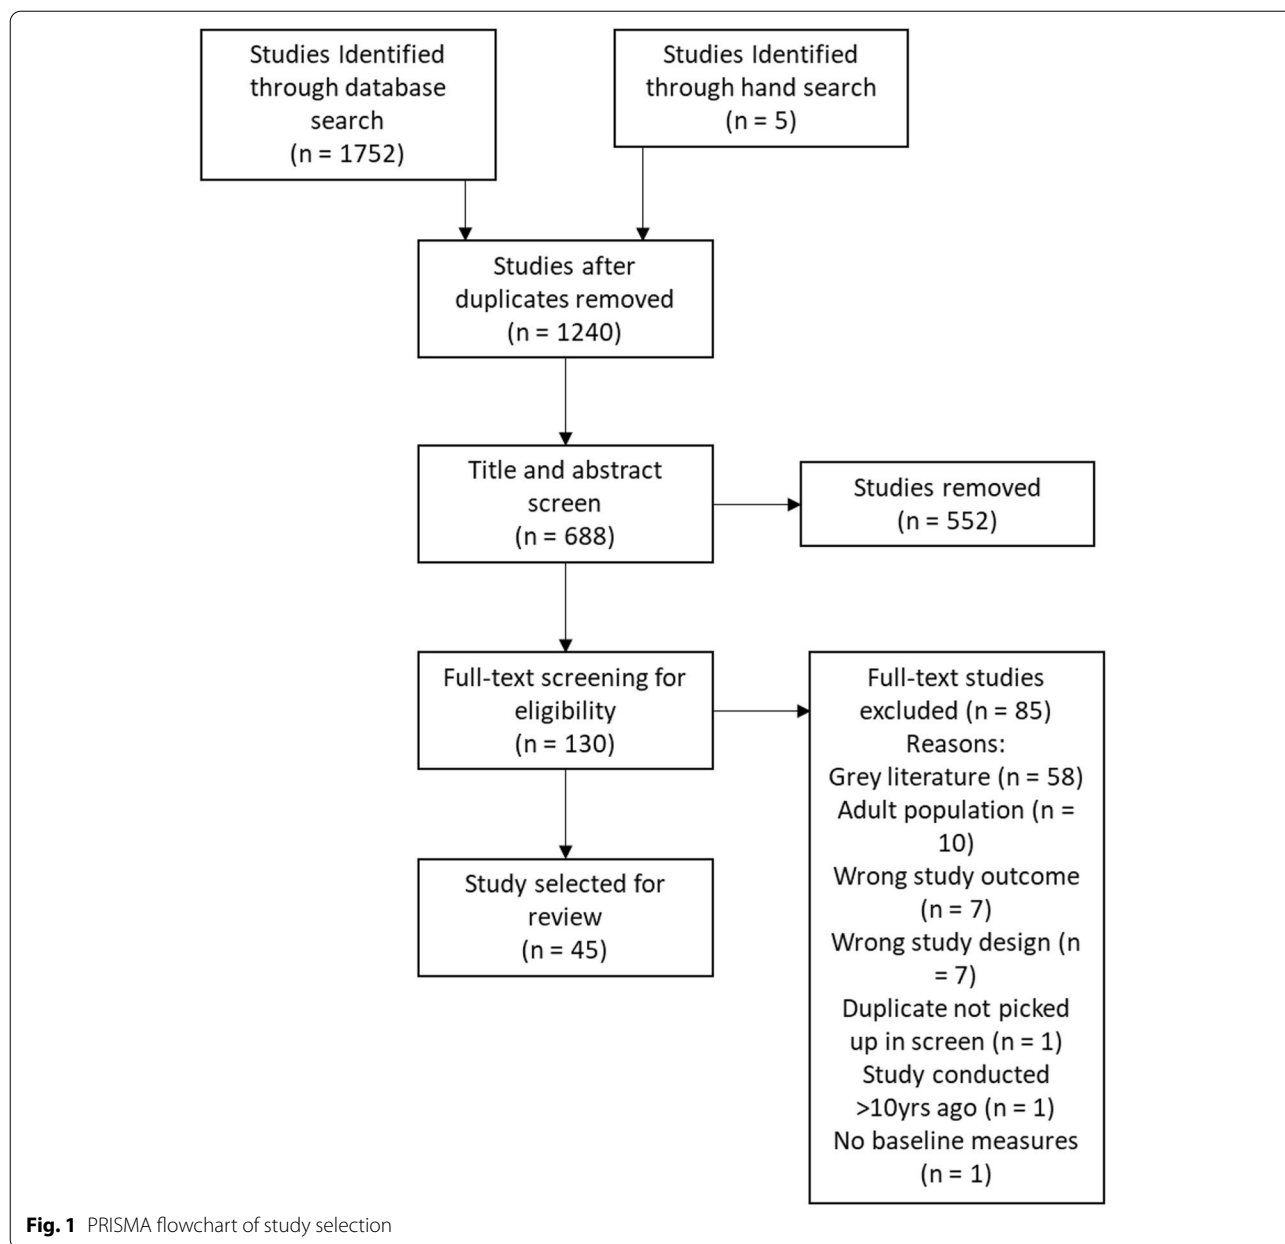 Studies Identified
through database
search
(n = 1752)
Studies Identified
through hand search
(n = 5)
Studies after
duplicates removed
(n = 1240)
Title and abstract
screen
(n = 688)
Studies removed
(n = 552)
Full-text screening for
eligibility
(n = 130)
Full-text studies
excluded (n = 85)
Reasons:
Grey literature (n = 58)
Adult population (n =
10)
Wrong study outcome
(n = 7)
Wrong study design (n
= 7)
Duplicate not picked
up in screen (n = 1)
Study conducted
>10yrs ago (n = 1)
No baseline measures
(n = 1)
Study selected for
review
(n = 45)
Fig. 1 PRISMA flowchart of study selection